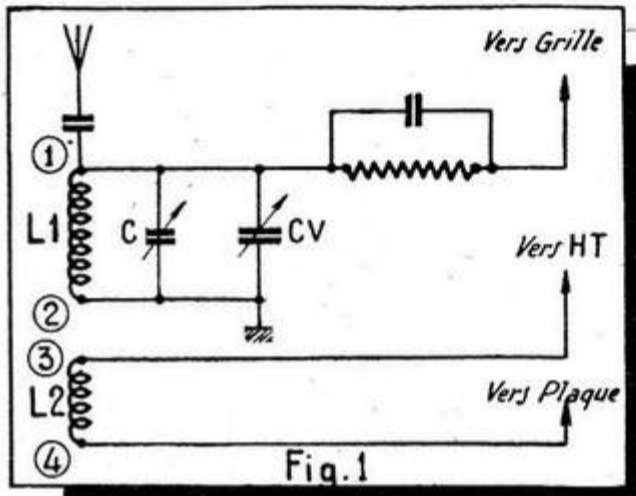 Vers Grille
1
L1
C
CV
Vers HT
2
3
L2
Vers Plaque
4
Fig.1